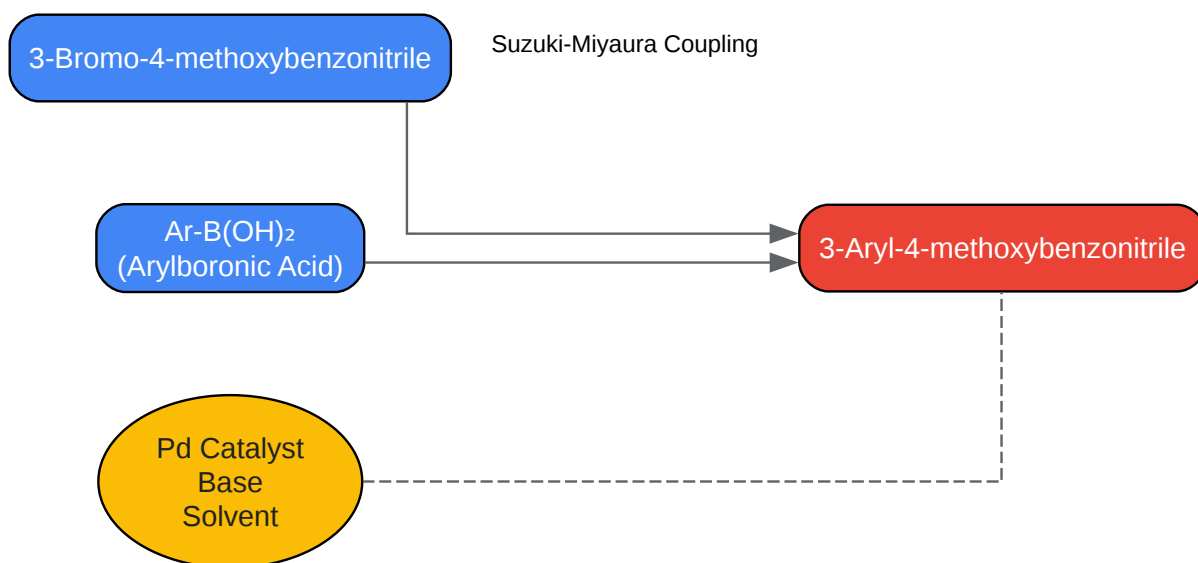 3-Bromo-4-methoxybenzonitrile
Suzuki-Miyaura Coupling
Ar-B(OH)₂
(Arylboronic Acid)
3-Aryl-4-methoxybenzonitrile
Pd Catalyst
Base
Solvent